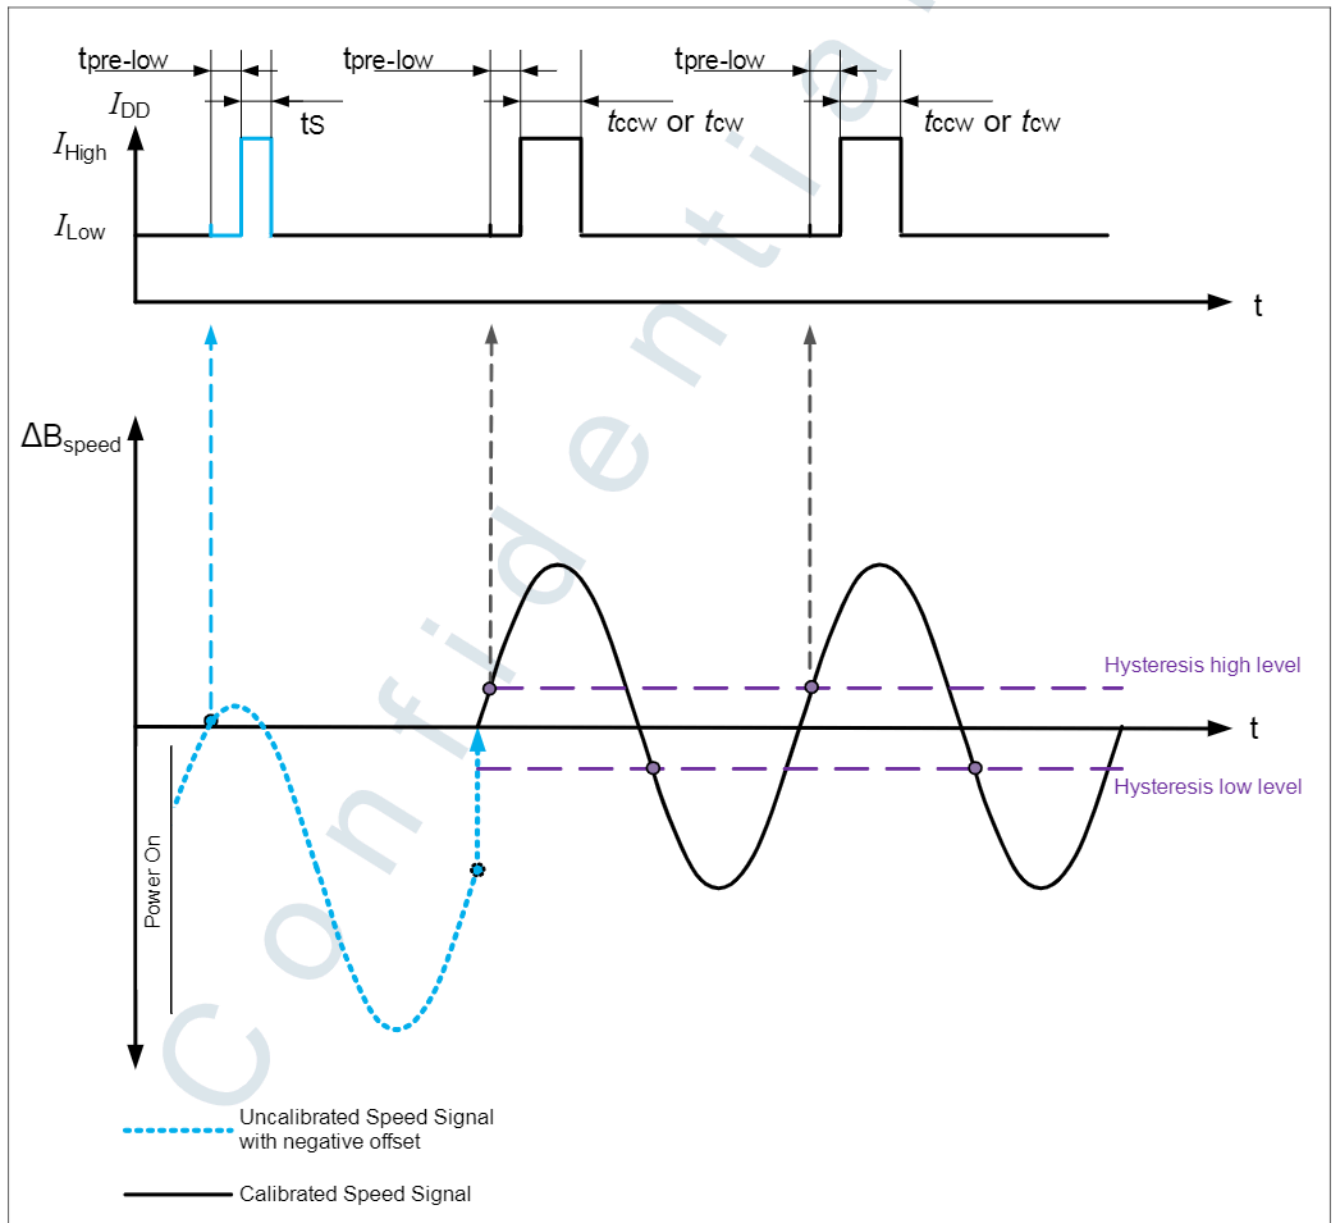 tpre-low tpre-low tpre-low
IDD tS tccw or tcw tccw or tcw
IHigh
ILow
t
ΔBspeed
Hysteresis high level
t
Hysteresis low level
Power On
Uncalibrated Speed Signal
with negative offset
Calibrated Speed Signal
Confidential